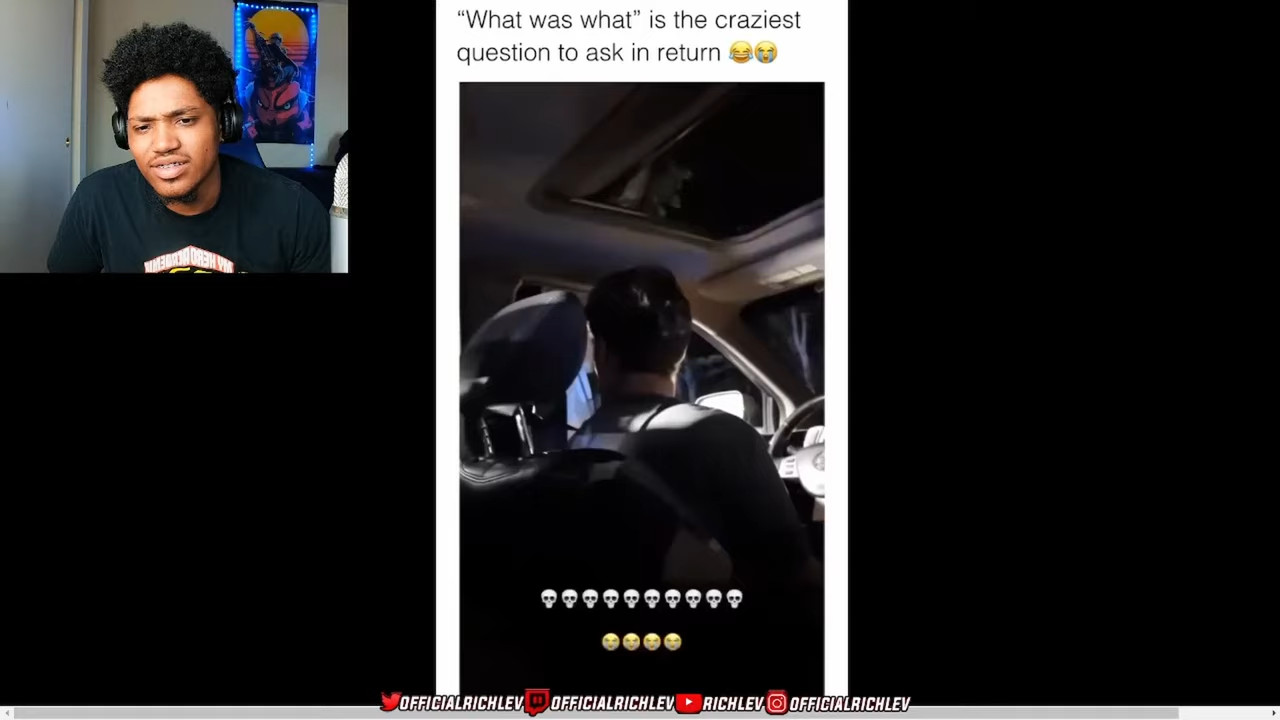 “What was what” is the craziest
question to ask in return 😂😭
💀💀💀💀💀💀💀💀💀💀
😭😭😭😭
OFFICIALRICHLEV OFFICIALRICHLEV RICHLEV OFFICIALRICHLEV